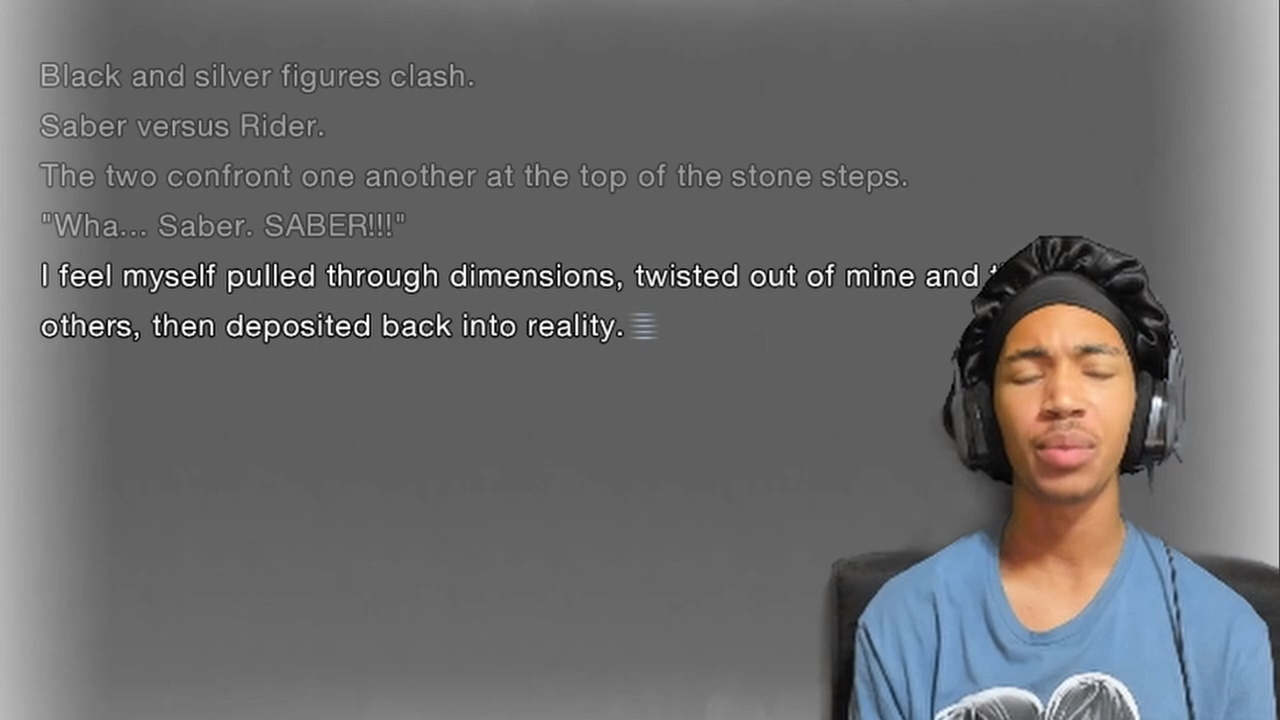 Black and silver figures clash.
Saber versus Rider.
The two confront one another at the top of the stone steps.
"Wha... Saber. SABER!!!"
I feel myself pulled through dimensions, twisted out of mine and
others, then deposited back into reality.